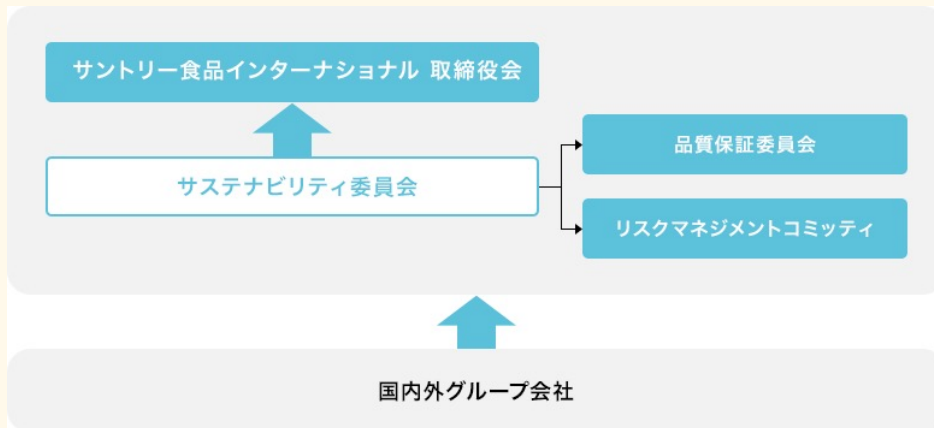 サントリー食品インターナショナル 取締役会
サステナビリティ委員会
品質保証委員会
リスクマネジメントコミッティ
国内外グループ会社